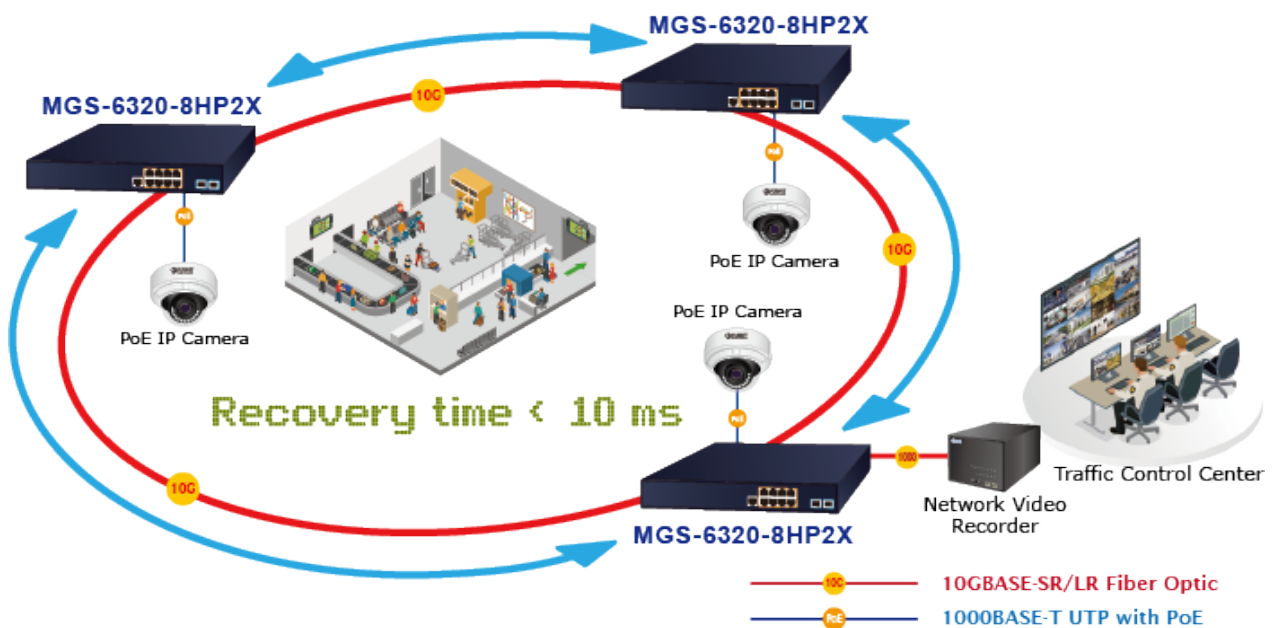 MGS-6320-8HP2X
MGS-6320-8HP2X
10G
PoE
PoE IP Camera
10G
PoE
PoE IP Camera
PoE IP Camera
PoE
Recovery time < 10 ms
10G
1000
MGS-6320-8HP2X
Network Video
Recorder
Traffic Control Center
10G
10GBASE-SR/LR Fiber Optic
PoE
1000BASE-T UTP with PoE